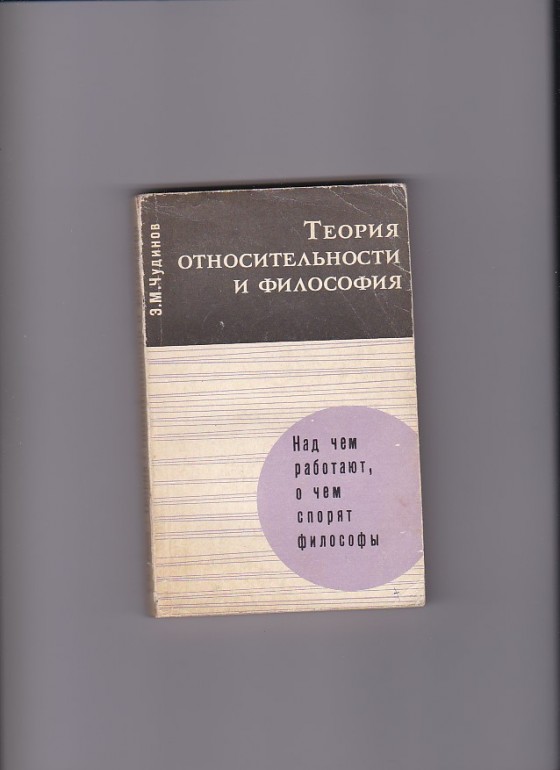 Э.М.Чудинов
Теория
относительности
и философия
Над чем
работают,
о чем
спорят
философы